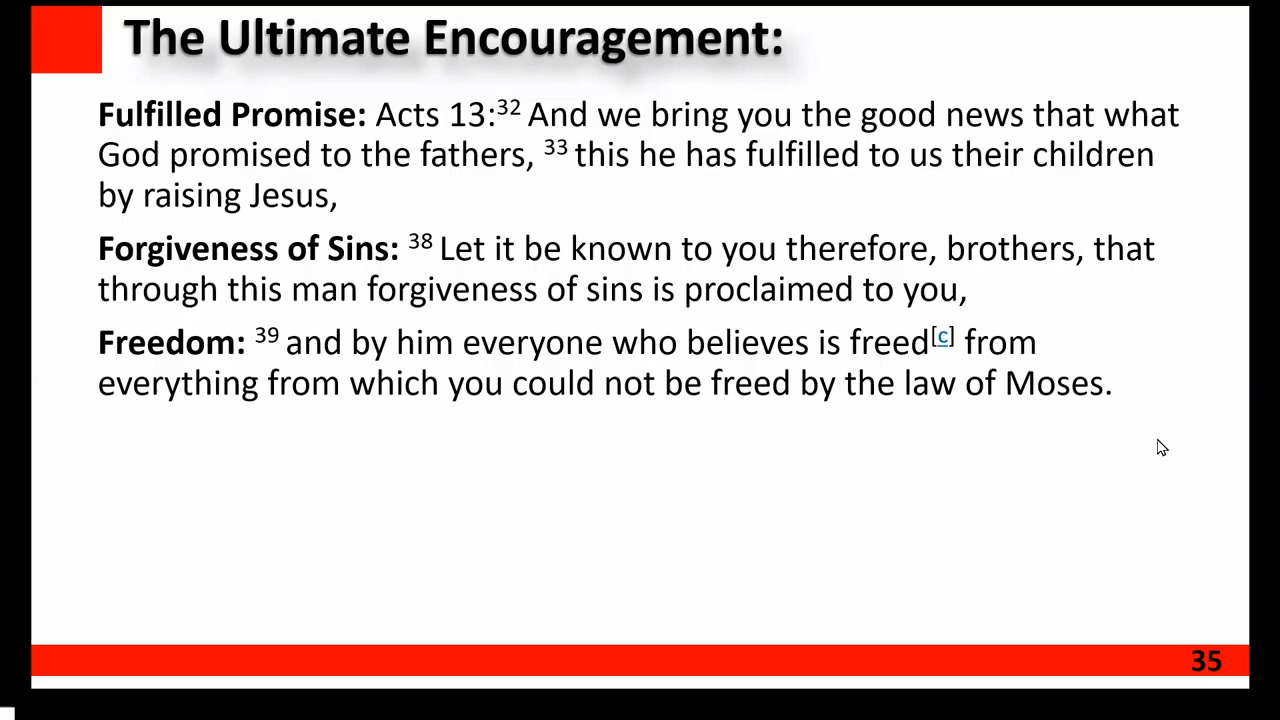 The Ultimate Encouragement:
Fulfilled Promise: Acts 13:32 And we bring you the good news that what
God promised to the fathers, 33 this he has fulfilled to us their children
by raising Jesus,
Forgiveness of Sins: 38 Let it be known to you therefore, brothers, that
through this man forgiveness of sins is proclaimed to you,
Freedom: 39 and by him everyone who believes is freed[c] from
everything from which you could not be freed by the law of Moses.
35